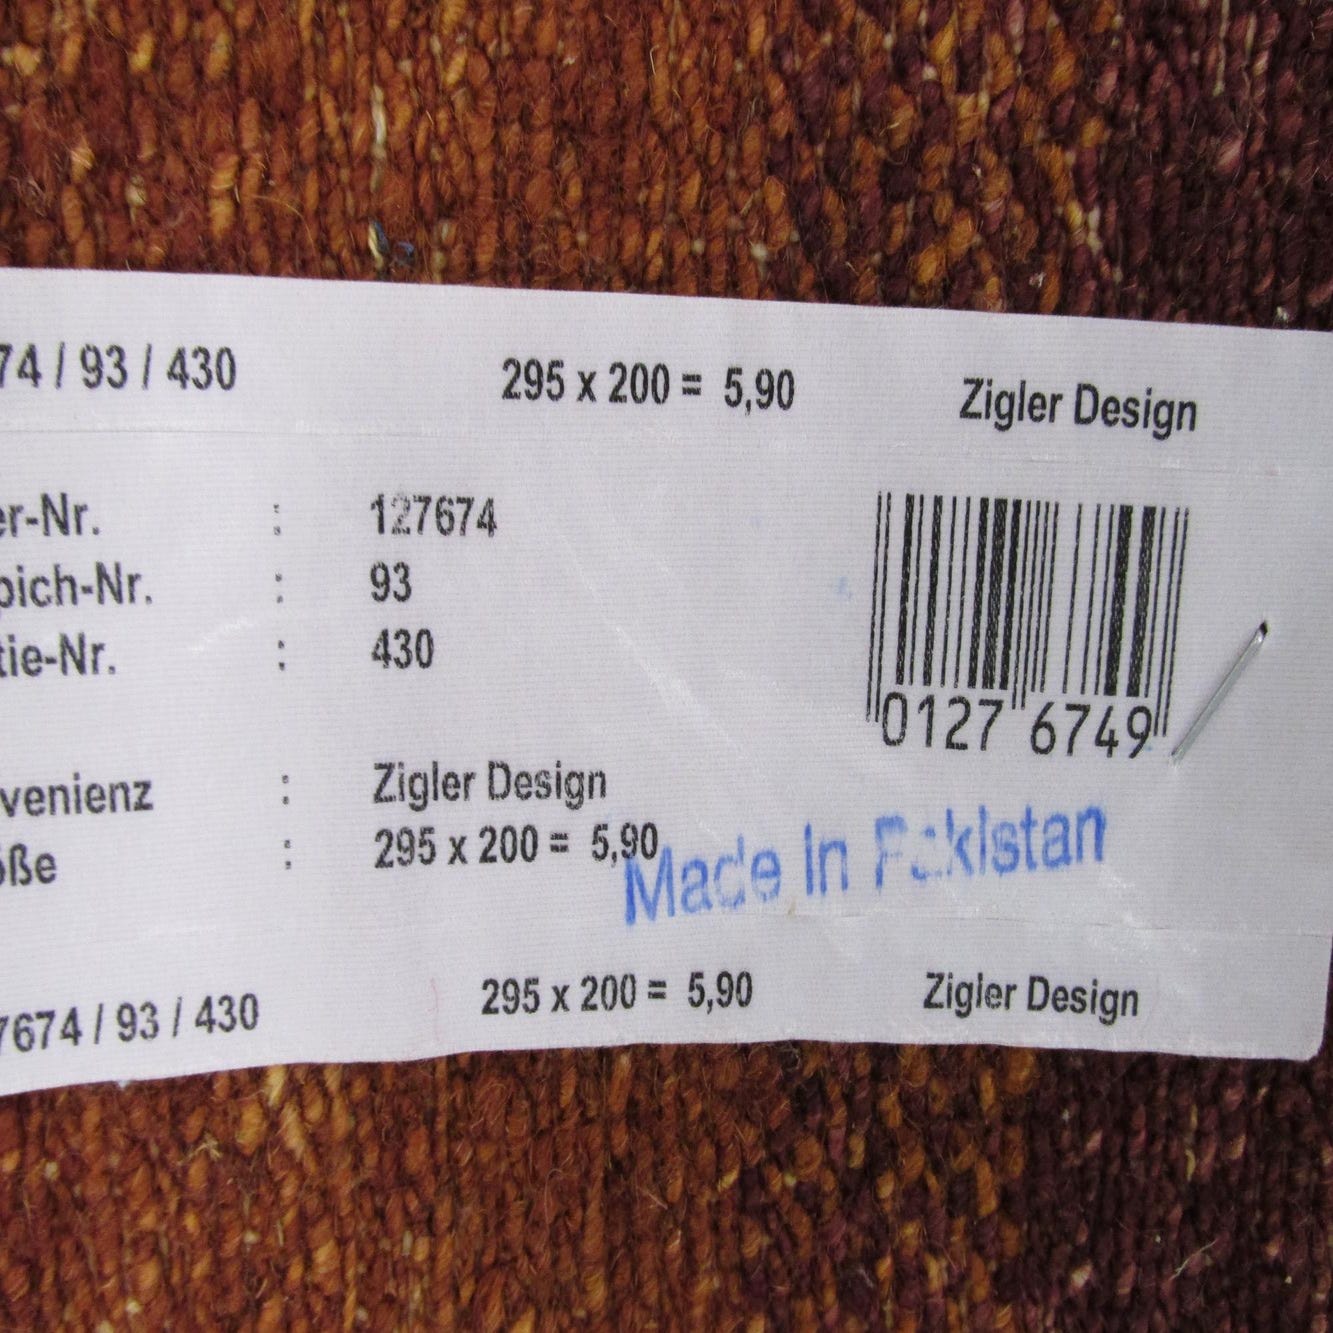 74 / 93 / 430 295 x 200 = 5,90 Zigler Design
er-Nr. : 127674
pich-Nr. : 93
tie-Nr. : 430
0127 6749
venienz : Zigler Design
öße : 295 x 200 = 5,90
Made In Pakistan
7674 / 93 / 430 295 x 200 = 5,90 Zigler Design